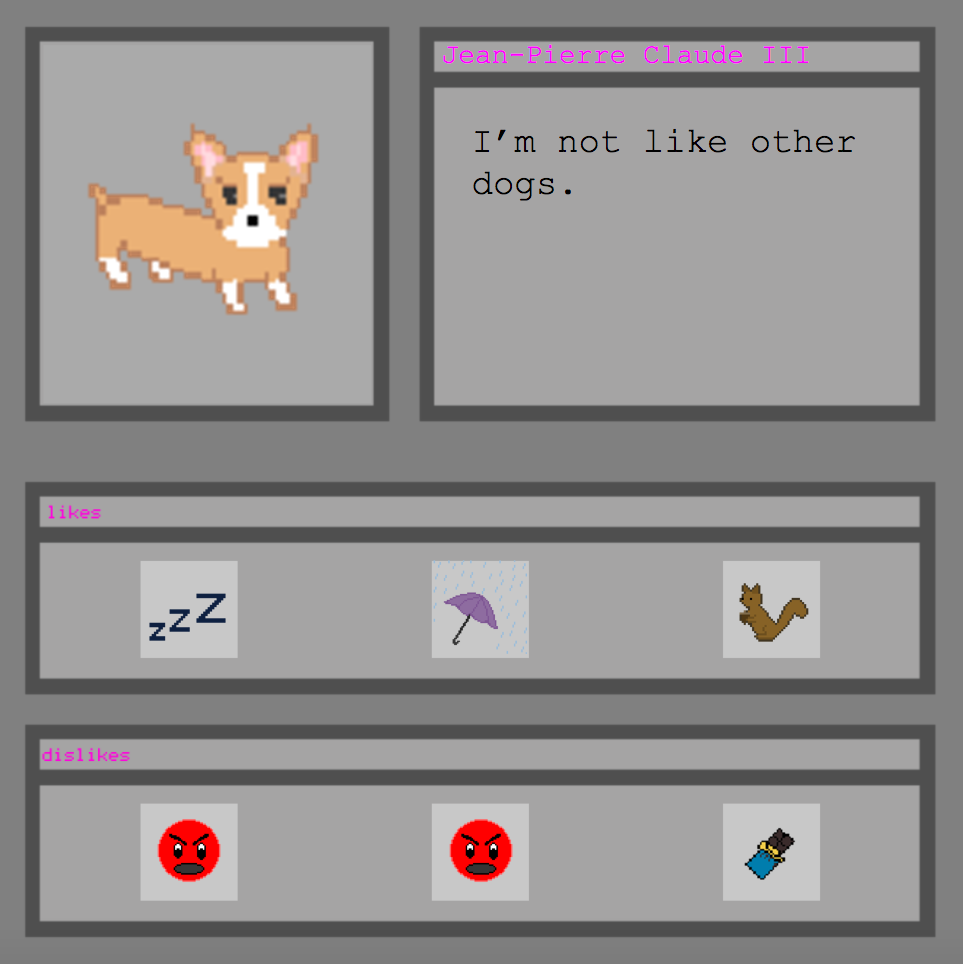 Jean-Pierre Claude III
I’m not like other
dogs.
likes
zzZ
dislikes